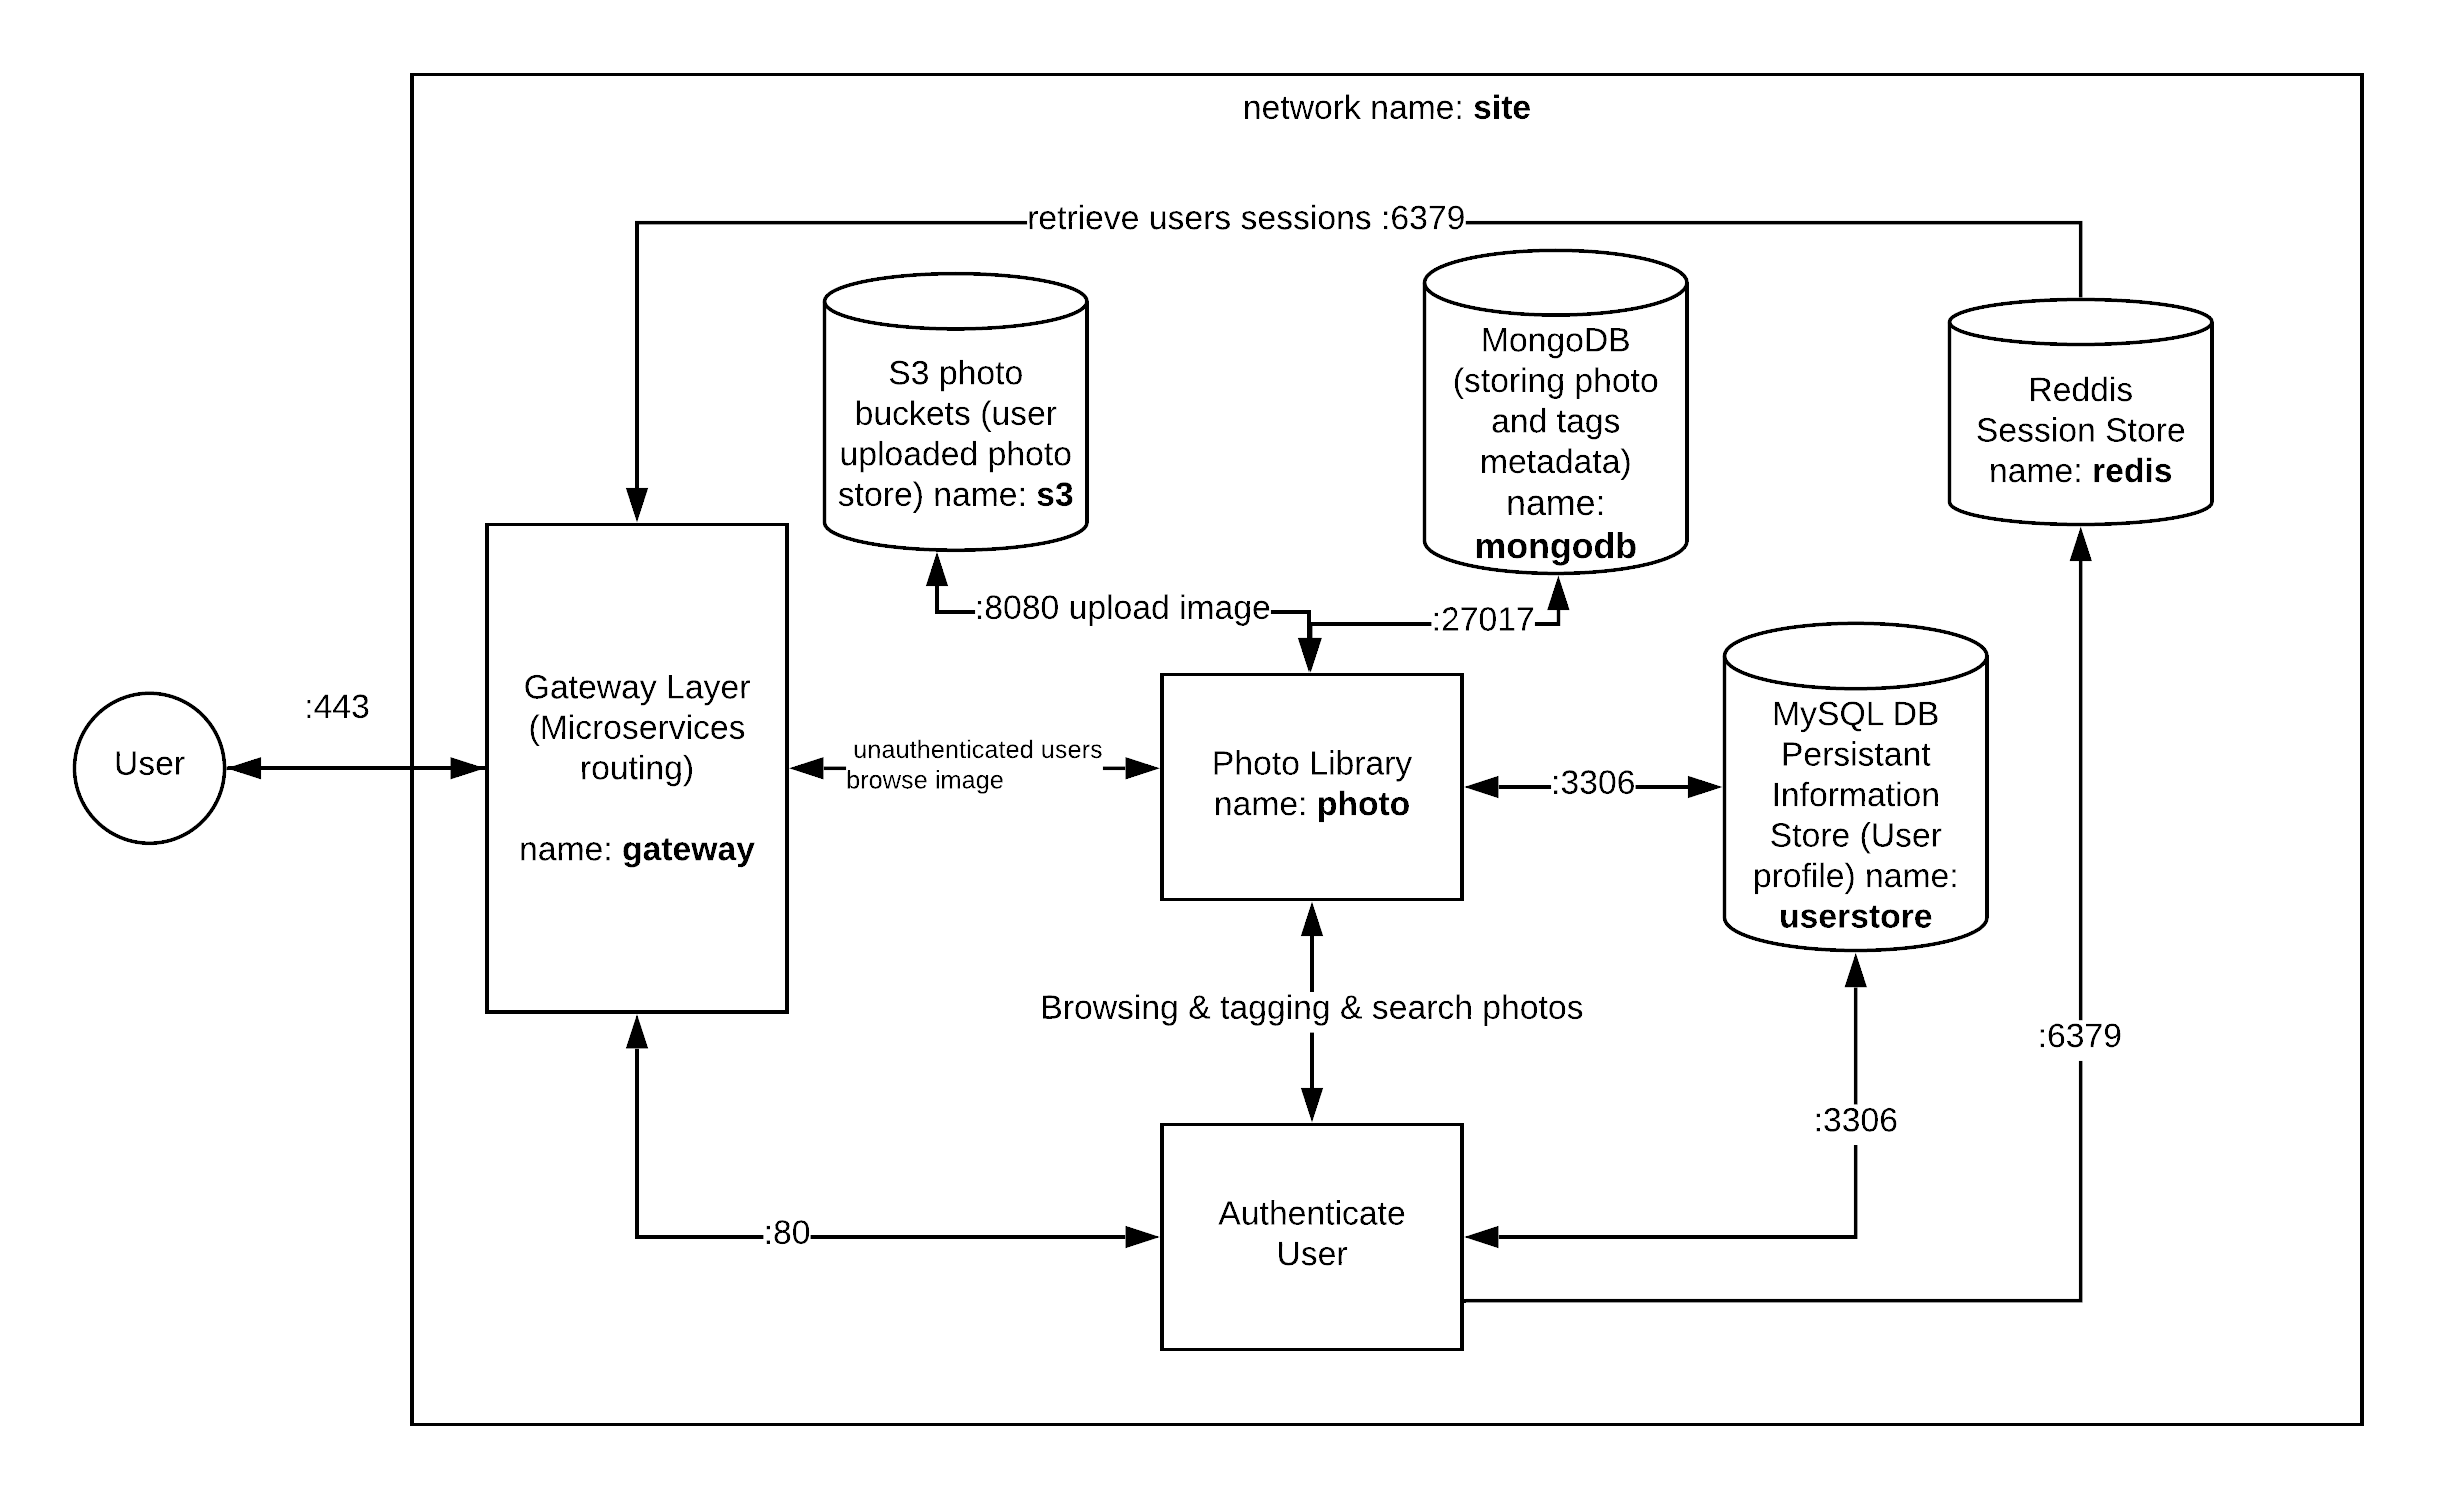 network name: site
retrieve users sessions :6379
S3 photo
buckets (user
uploaded photo
store) name: s3
MongoDB
(storing photo
and tags
metadata)
name:
mongodb
Reddis
Session Store
name: redis
:8080 upload image
:27017
User
:443
Gateway Layer
(Microservices
routing)
name: gateway
unauthenticated users
browse image
Photo Library
name: photo
:3306
MySQL DB
Persistant
Information
Store (User
profile) name:
userstore
Browsing & tagging & search photos
:6379
:3306
:80
Authenticate
User